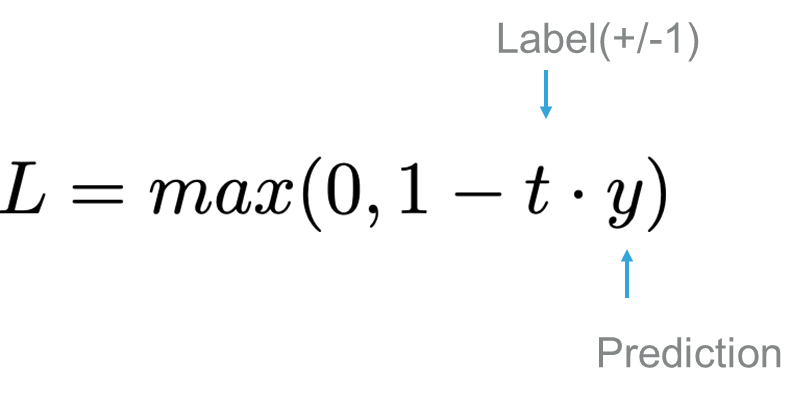 Label(+/-1)
L = max(0, 1 − t · y)
Prediction